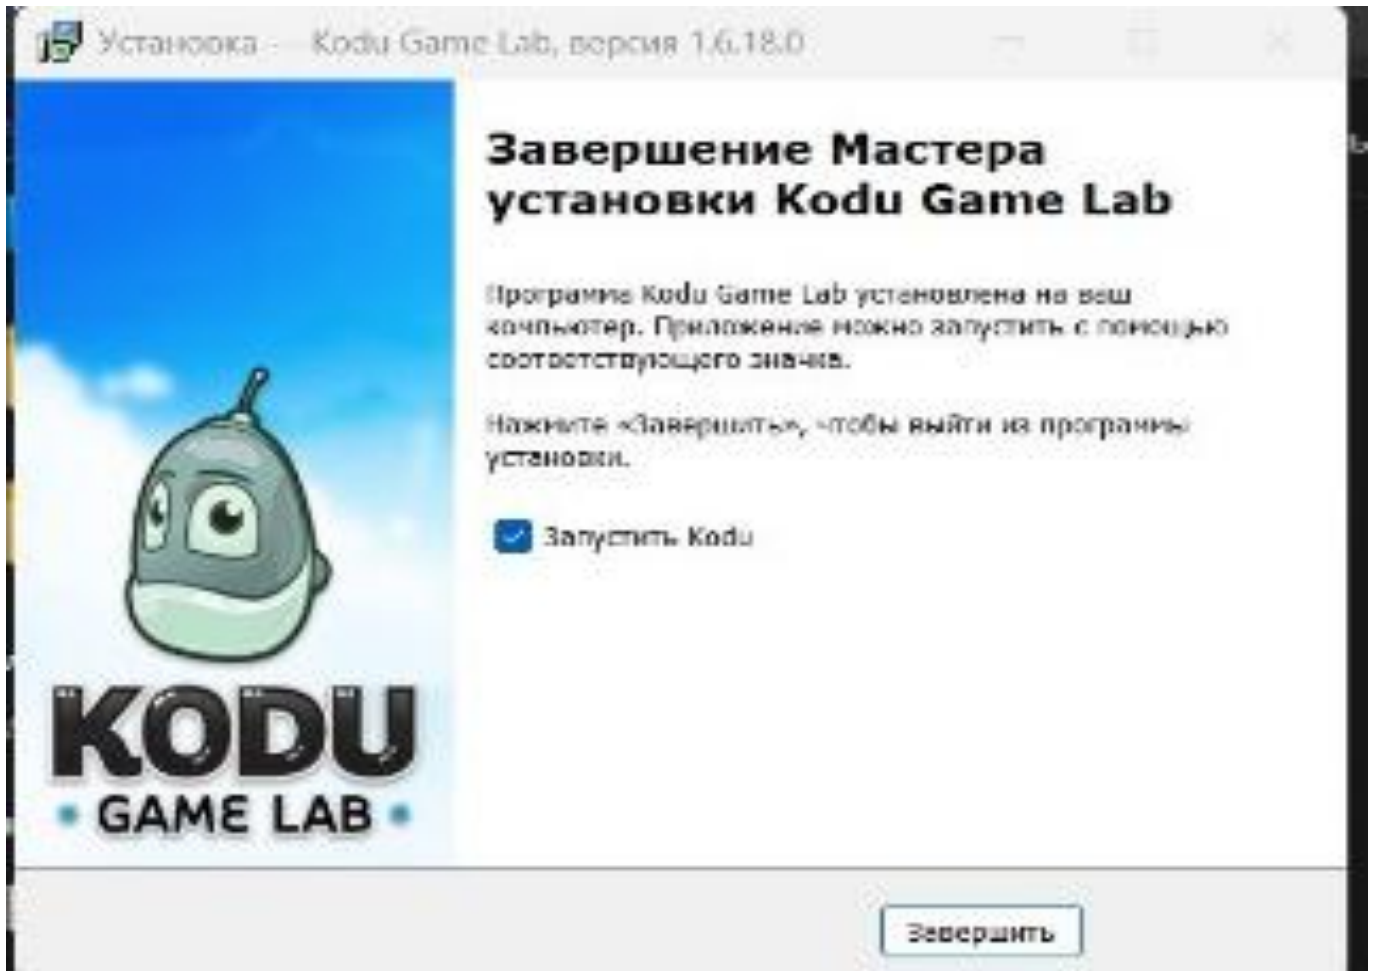 Установка — Kodu Game Lab, версия 1.6.18.0
Завершение Мастера
установки Kodu Game Lab
Программа Kodu Game Lab установлена на ваш
компьютер. Приложение можно запустить с помощью
соответствующего значка.
Нажмите «Завершить», чтобы выйти из программы
установки.
Запустить Kodu
KODU
GAME LAB
Завершить